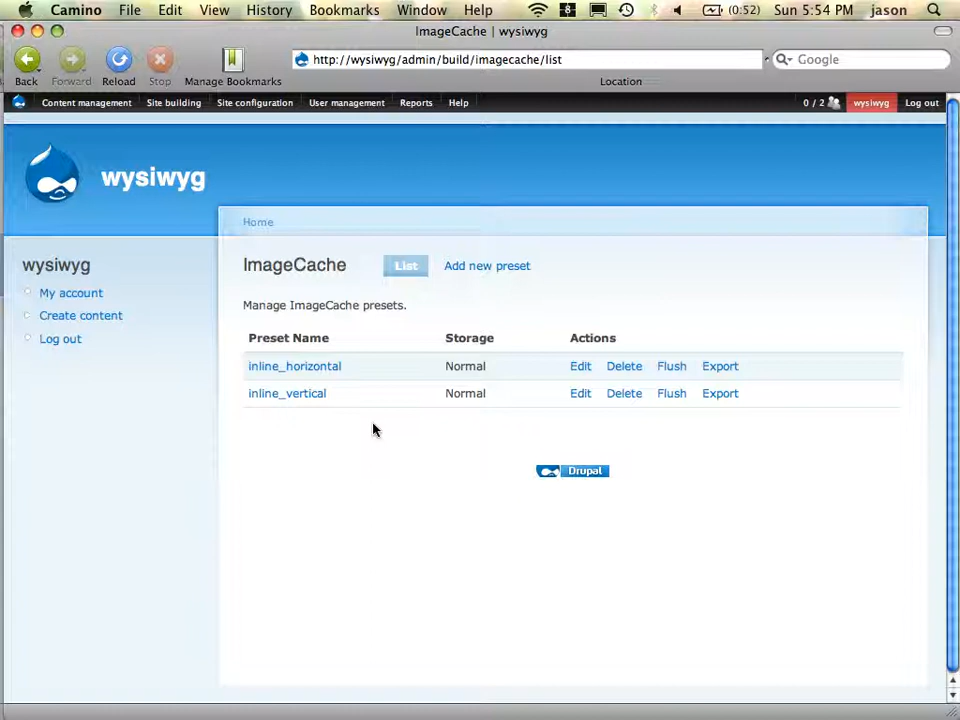 Camino File Edit View History Bookmarks Window Help (0:52) Sun 5:54 PM jason
ImageCache | wysiwyg
http://wysiwyg/admin/build/imagecache/list Google
Back Forward Reload Stop Manage Bookmarks Location
Content management Site building Site configuration User management Reports Help 0 / 2 wysiwyg Log out
wysiwyg
Home
wysiwyg
My account
Create content
Log out
ImageCache List Add new preset
Manage ImageCache presets.
Preset Name Storage Actions
inline_horizontal Normal Edit Delete Flush Export
inline_vertical Normal Edit Delete Flush Export
Drupal